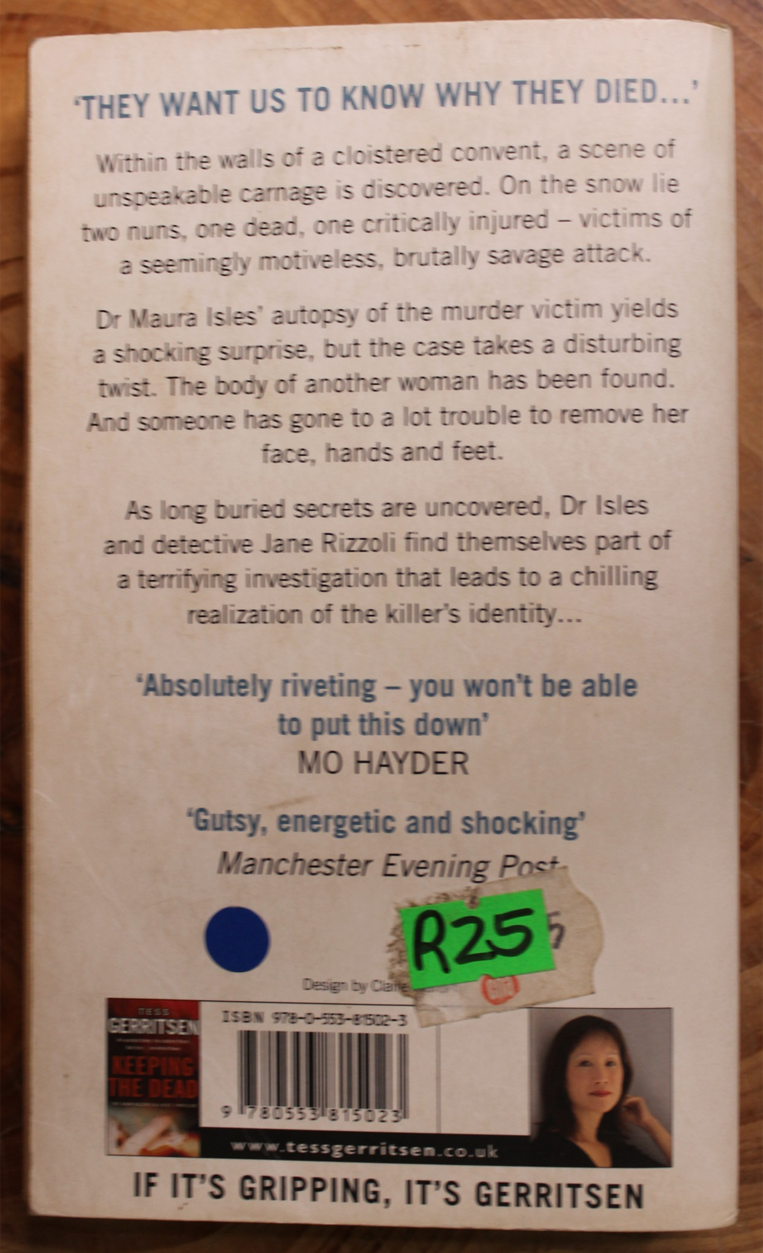 ‘THEY WANT US TO KNOW WHY THEY DIED...’
Within the walls of a cloistered convent, a scene of
unspeakable carnage is discovered. On the snow lie
two nuns, one dead, one critically injured – victims of
a seemingly motiveless, brutally savage attack.
Dr Maura Isles’ autopsy of the murder victim yields
a shocking surprise, but the case takes a disturbing
twist. The body of another woman has been found.
And someone has gone to a lot trouble to remove her
face, hands and feet.
As long buried secrets are uncovered, Dr Isles
and detective Jane Rizzoli find themselves part of
a terrifying investigation that leads to a chilling
realization of the killer’s identity...
‘Absolutely riveting – you won’t be able
to put this down’
MO HAYDER
‘Gutsy, energetic and shocking’
Manchester Evening Post
R25
5
Design by
TESS
GERRITSEN
KEEPING
THE DEAD
ISBN 978-0-553-81502-3
9 780553 815023
www.tessgerritsen.co.uk
IF IT’S GRIPPING, IT’S GERRITSEN